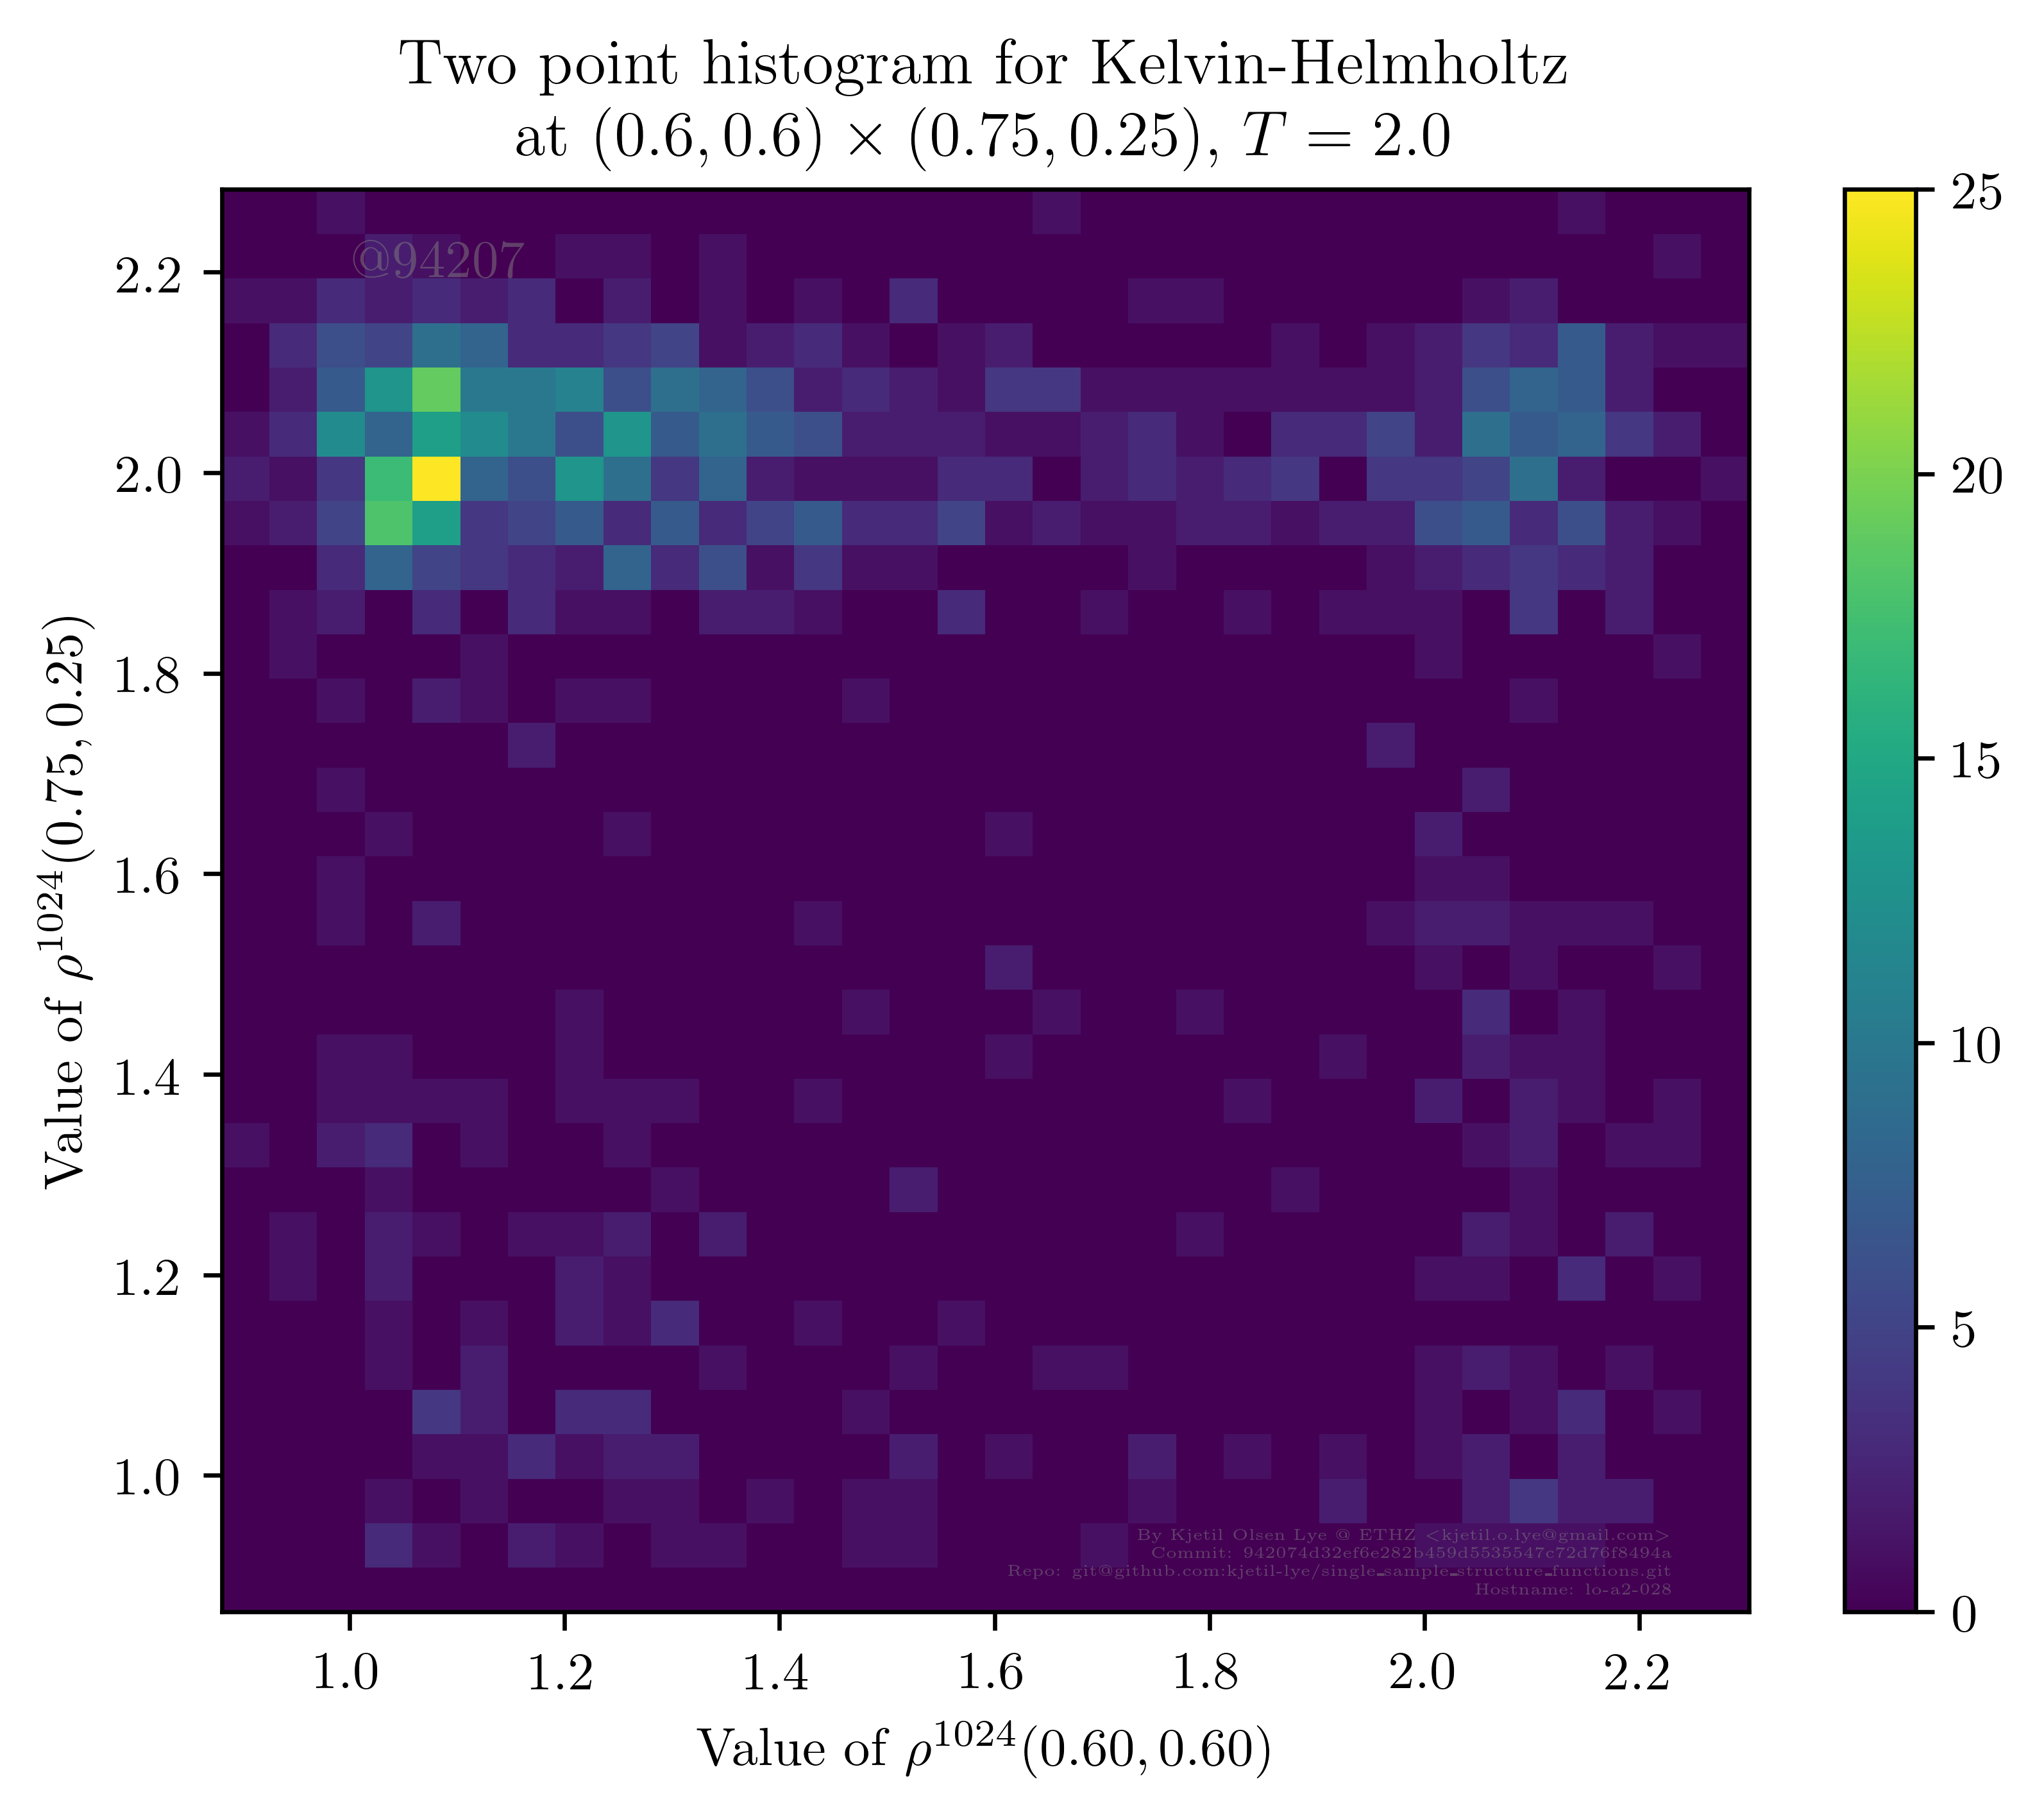 Two point histogram for Kelvin-Helmholtz
at (0.6, 0.6) × (0.75, 0.25), T = 2.0
@94207
25
20
15
10
5
0
2.2
2.0
1.8
1.6
1.4
1.2
1.0
Value of ρ^1024(0.75, 0.25)
By Kjetil Olsen Lye @ ETHZ <kjetil.o.lye@gmail.com>
Commit: 942074d32ef6e282b459d5535547c72d76f8494a
Repo: git@github.com:kjetil-lye/single_sample_structure_functions.git
Hostname: lo-a2-028
1.0 1.2 1.4 1.6 1.8 2.0 2.2
Value of ρ^1024(0.60, 0.60)